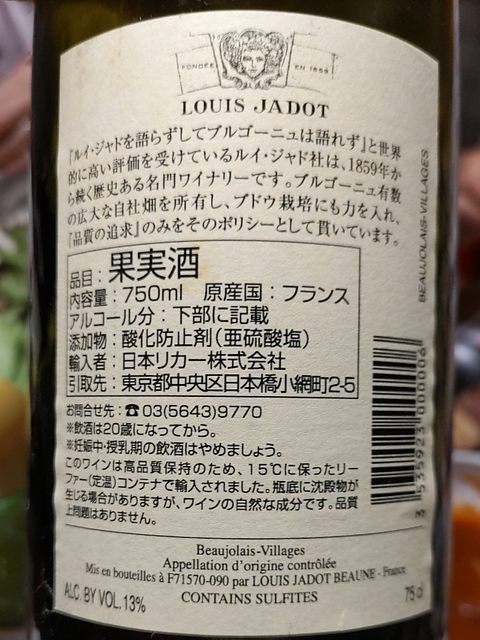 FONDÉE EN 1859
LOUIS JADOT
『ルイ・ジャドを語らずしてブルゴーニュは語れず』と世界
的に高い評価を受けているルイ・ジャド社は、1859年か
ら続く歴史ある名門ワイナリーです。ブルゴーニュ有数
の広大な自社畑を所有し、ブドウ栽培にも力を入れ、
『品質の追求』のみをそのポリシーとして貫いています。
品目：果実酒
内容量：750ml 原産国：フランス
アルコール分：下部に記載
添加物：酸化防止剤（亜硫酸塩）
輸入者：日本リカー株式会社
引取先：東京都中央区日本橋小網町2-5
お問合せ先：☎03(5643)9770
※飲酒は20歳になってから。
※妊娠中・授乳期の飲酒はやめましょう。
このワインは高品質保持のため、15℃に保ったリー
ファー(定温)コンテナで輸入されました。瓶底に沈殿物が
生じる場合がありますが、ワインの自然な成分です。品質
上問題はありません。
BEAUJOLAIS-VILLAGES
3 535923 000006
Beaujolais-Villages
Appellation d'origine contrôlée
Mis en bouteilles à F71570-090 par LOUIS JADOT BEAUNE - France
ALC. BY VOL. 13% CONTAINS SULFITES 75 cl